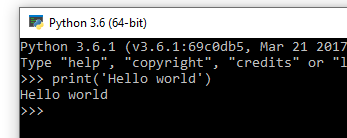 Python 3.6 (64-bit)
Python 3.6.1 (v3.6.1:69c0db5, Mar 21 2017
Type "help", "copyright", "credits" or "l
>>> print('Hello world')
Hello world
>>>